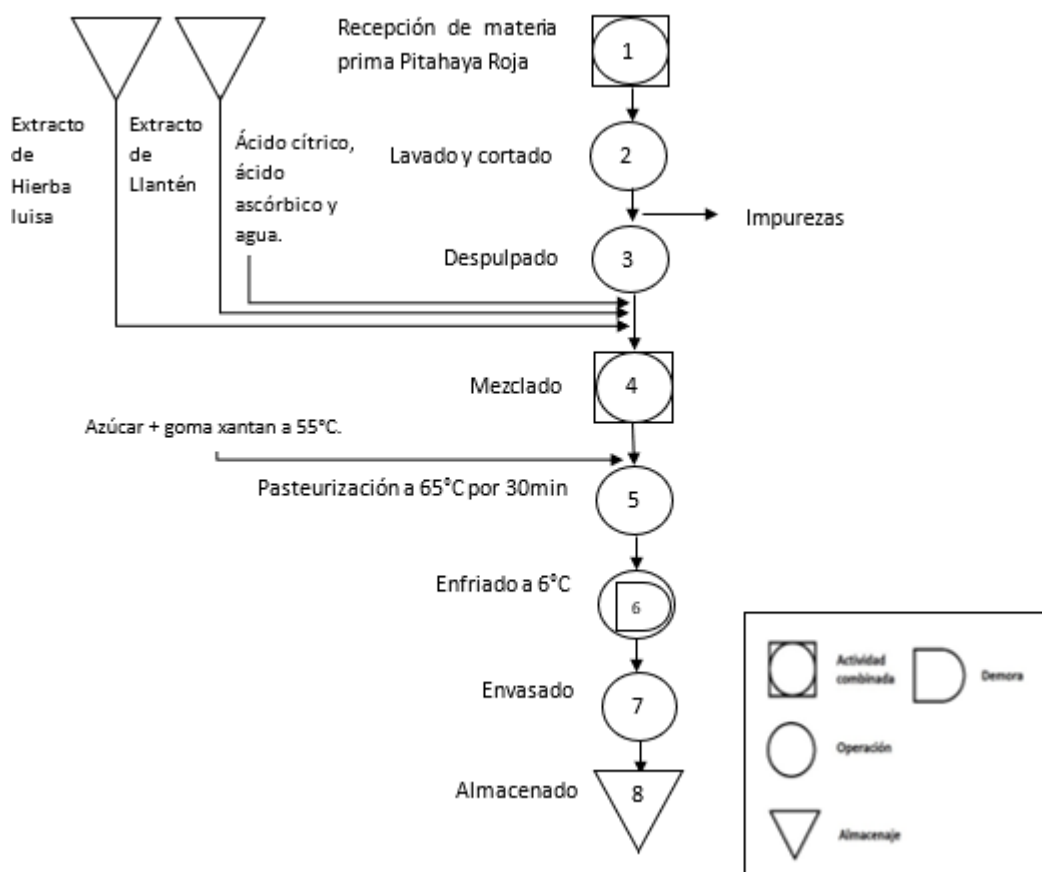 Recepción de materia
prima Pitahaya Roja
1
Extracto
de
Hierba
luisa
Extracto
de
Llantén
Ácido cítrico,
ácido
ascórbico y
agua.
Lavado y cortado
2
Impurezas
Despulpado
3
Mezclado
4
Azúcar + goma xantan a 55°C.
Pasteurización a 65°C por 30min
5
Enfriado a 6°C
6
Envasado
7
Almacenado
8
Actividad
combinada
Demora
Operación
Almacenaje